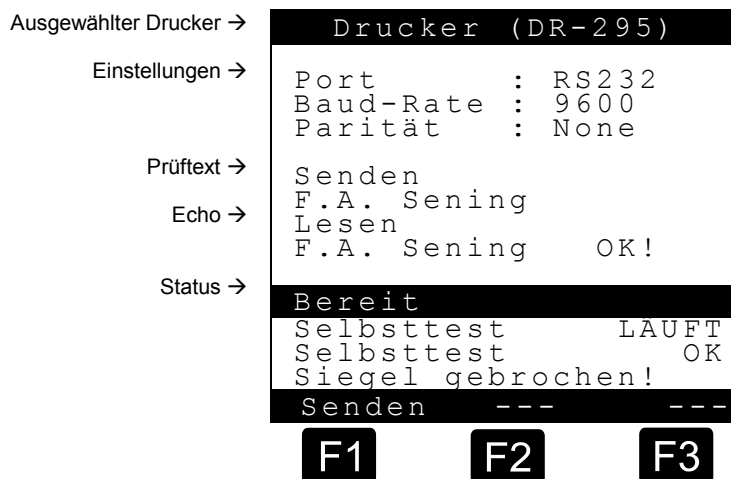 Ausgewählter Drucker →
Drucker (DR-295)
Einstellungen →
Port : RS232
Baud-Rate : 9600
Parität : None
Prüftext →
Senden
F.A. Sening
Echo →
Lesen
F.A. Sening OK!
Status →
Bereit
Selbsttest LÄUFT
Selbsttest OK
Siegel gebrochen!
Senden --- ---
F1 F2 F3